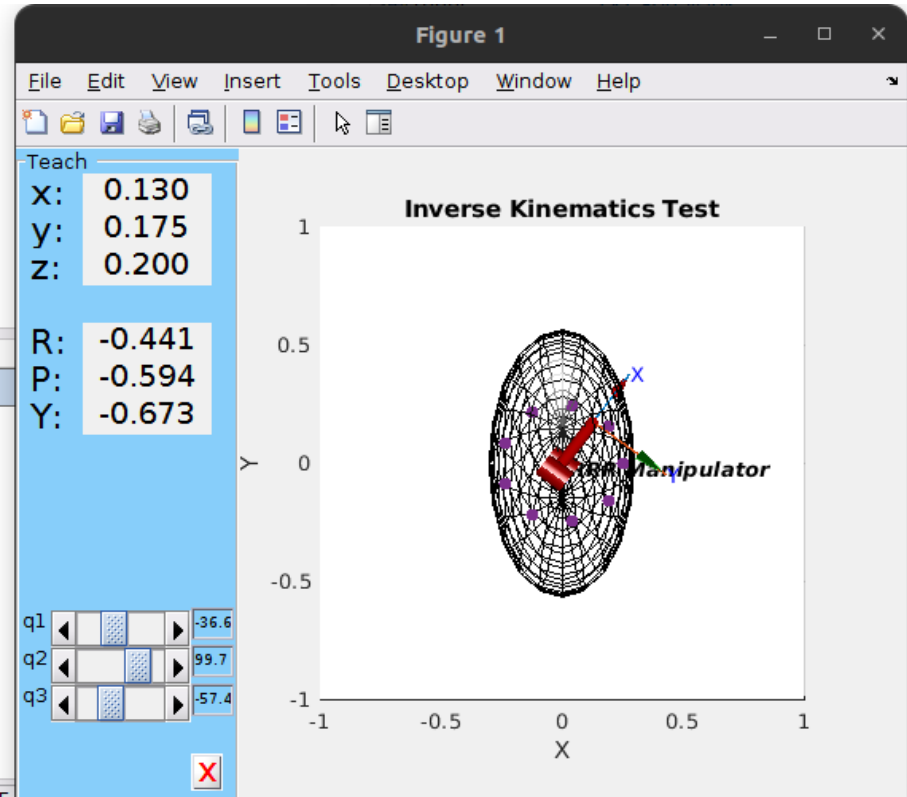 Figure 1
File Edit View Insert Tools Desktop Window Help
Teach
x: 0.130
y: 0.175
z: 0.200
R: -0.441
P: -0.594
Y: -0.673
q1 -36.6
q2 99.7
q3 -57.4
X
Inverse Kinematics Test
1
0.5
0
-0.5
-1
Y
X
Y
Manipulator
-1 -0.5 0 0.5 1
X